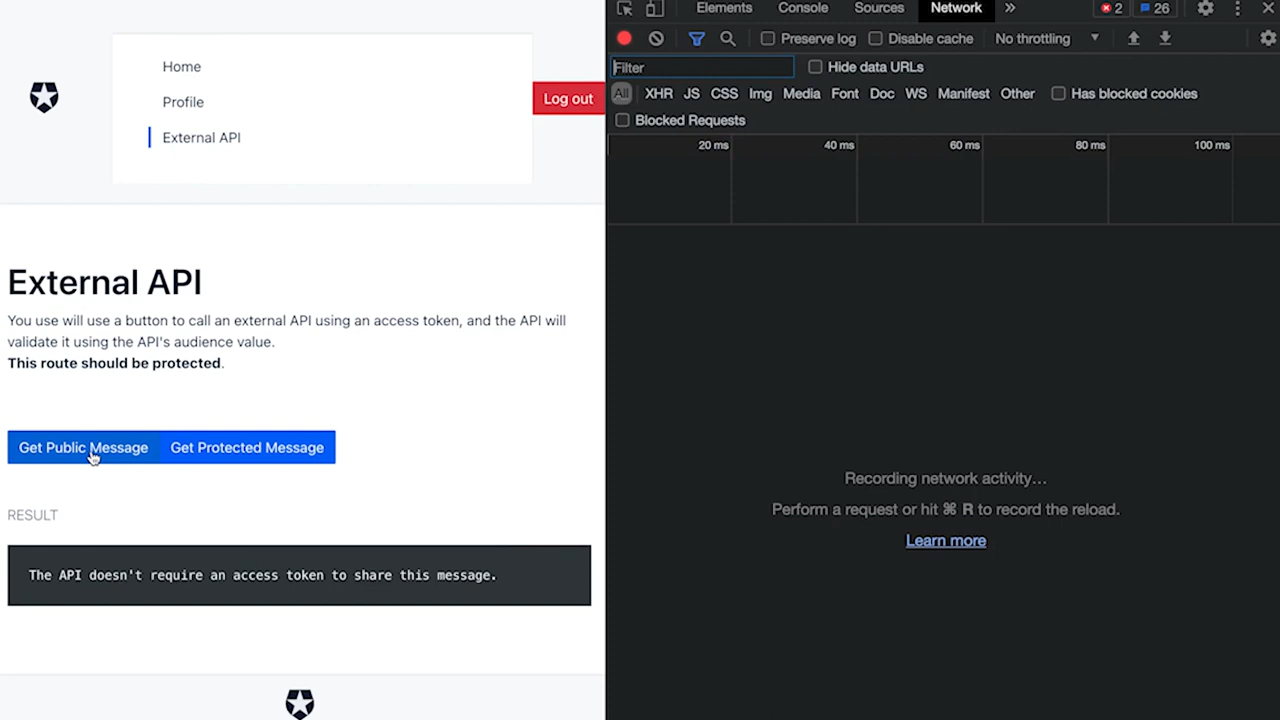 Home
Profile
External API
Log out
External API
You use will use a button to call an external API using an access token, and the API will
validate it using the API's audience value.
This route should be protected.
Get Public Message
Get Protected Message
RESULT
The API doesn't require an access token to share this message.
Elements Console Sources Network » 2 26
Preserve log Disable cache No throttling
Filter Hide data URLs
All XHR JS CSS Img Media Font Doc WS Manifest Other Has blocked cookies
Blocked Requests
20 ms 40 ms 60 ms 80 ms 100 ms
Recording network activity…
Perform a request or hit ⌘ R to record the reload.
Learn more